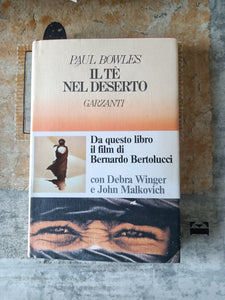 PAUL BOWLES
IL TÈ
NEL DESERTO
GARZANTI
Da questo libro
il film di
Bernardo Bertolucci
con Debra Winger
e John Malkovich